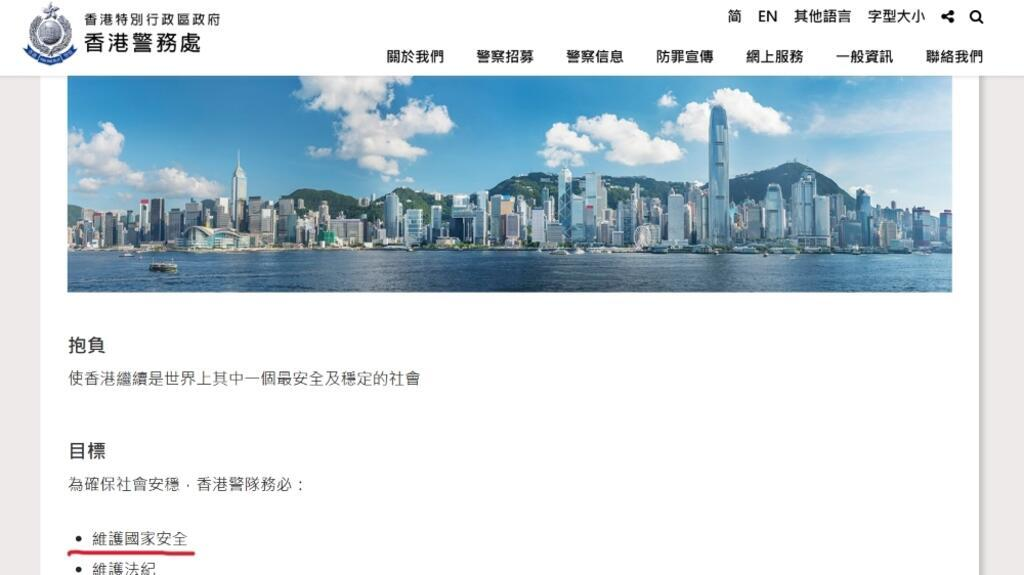 香港特別行政區政府
香港警務處
简 EN 其他語言 字型大小
關於我們 警察招募 警察信息 防罪宣傳 網上服務 一般資訊 聯絡我們
抱負
使香港繼續是世界上其中一個最安全及穩定的社會
目標
為確保社會安穩，香港警隊務必：
• 維護國家安全
• 維護法紀